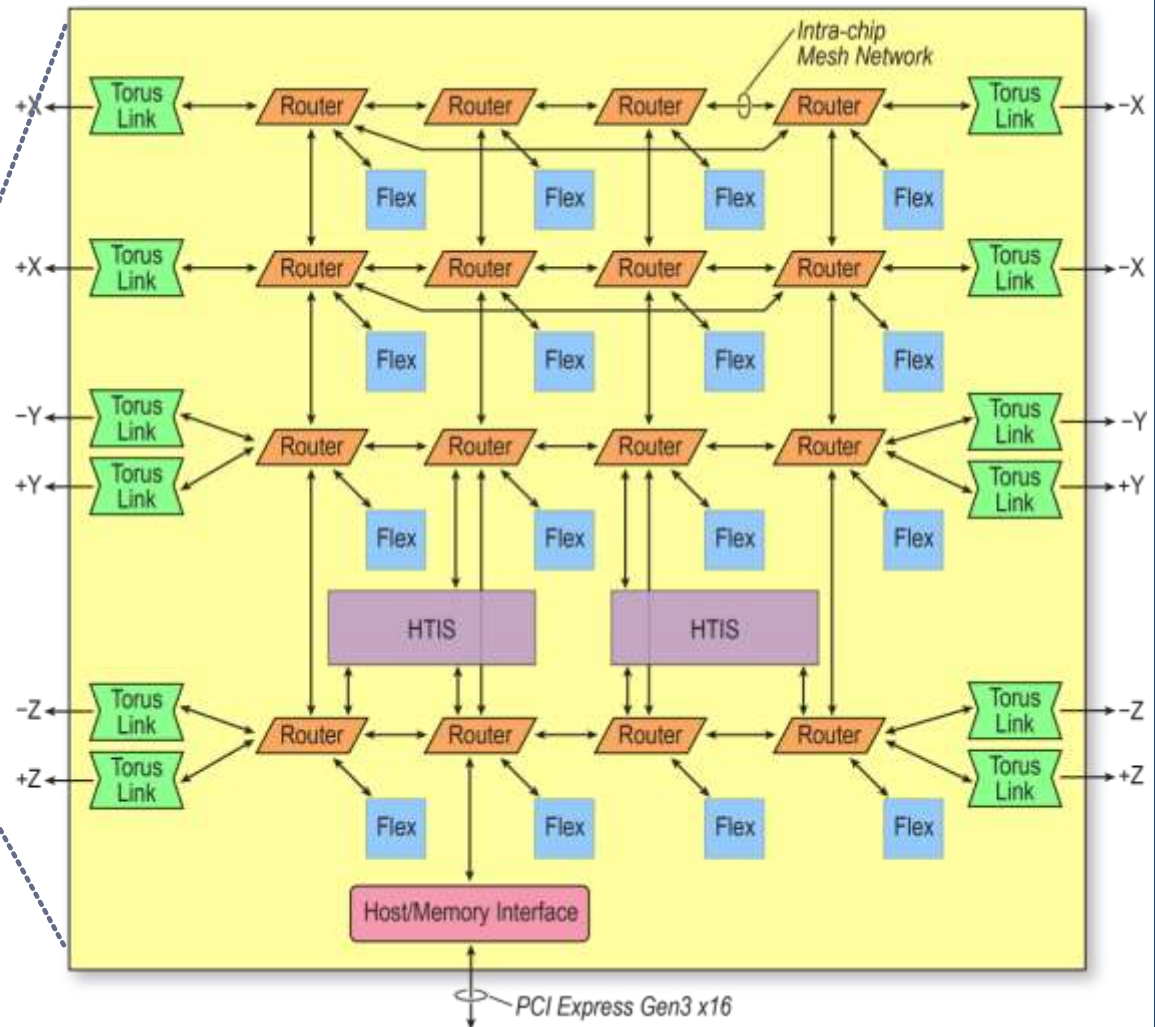 Intra-chip
Mesh Network
+X
Torus
Link
Router
Router
Router
Router
Torus
Link
−X
Flex
Flex
Flex
Flex
+X
Torus
Link
Router
Router
Router
Router
Torus
Link
−X
Flex
Flex
Flex
Flex
−Y
Torus
Link
+Y
Torus
Link
Router
Router
Router
Router
Torus
Link
−Y
Torus
Link
+Y
Flex
Flex
Flex
Flex
HTIS
HTIS
−Z
Torus
Link
+Z
Torus
Link
Router
Router
Router
Router
Torus
Link
−Z
Torus
Link
+Z
Flex
Flex
Flex
Flex
Host/Memory Interface
PCI Express Gen3 x16